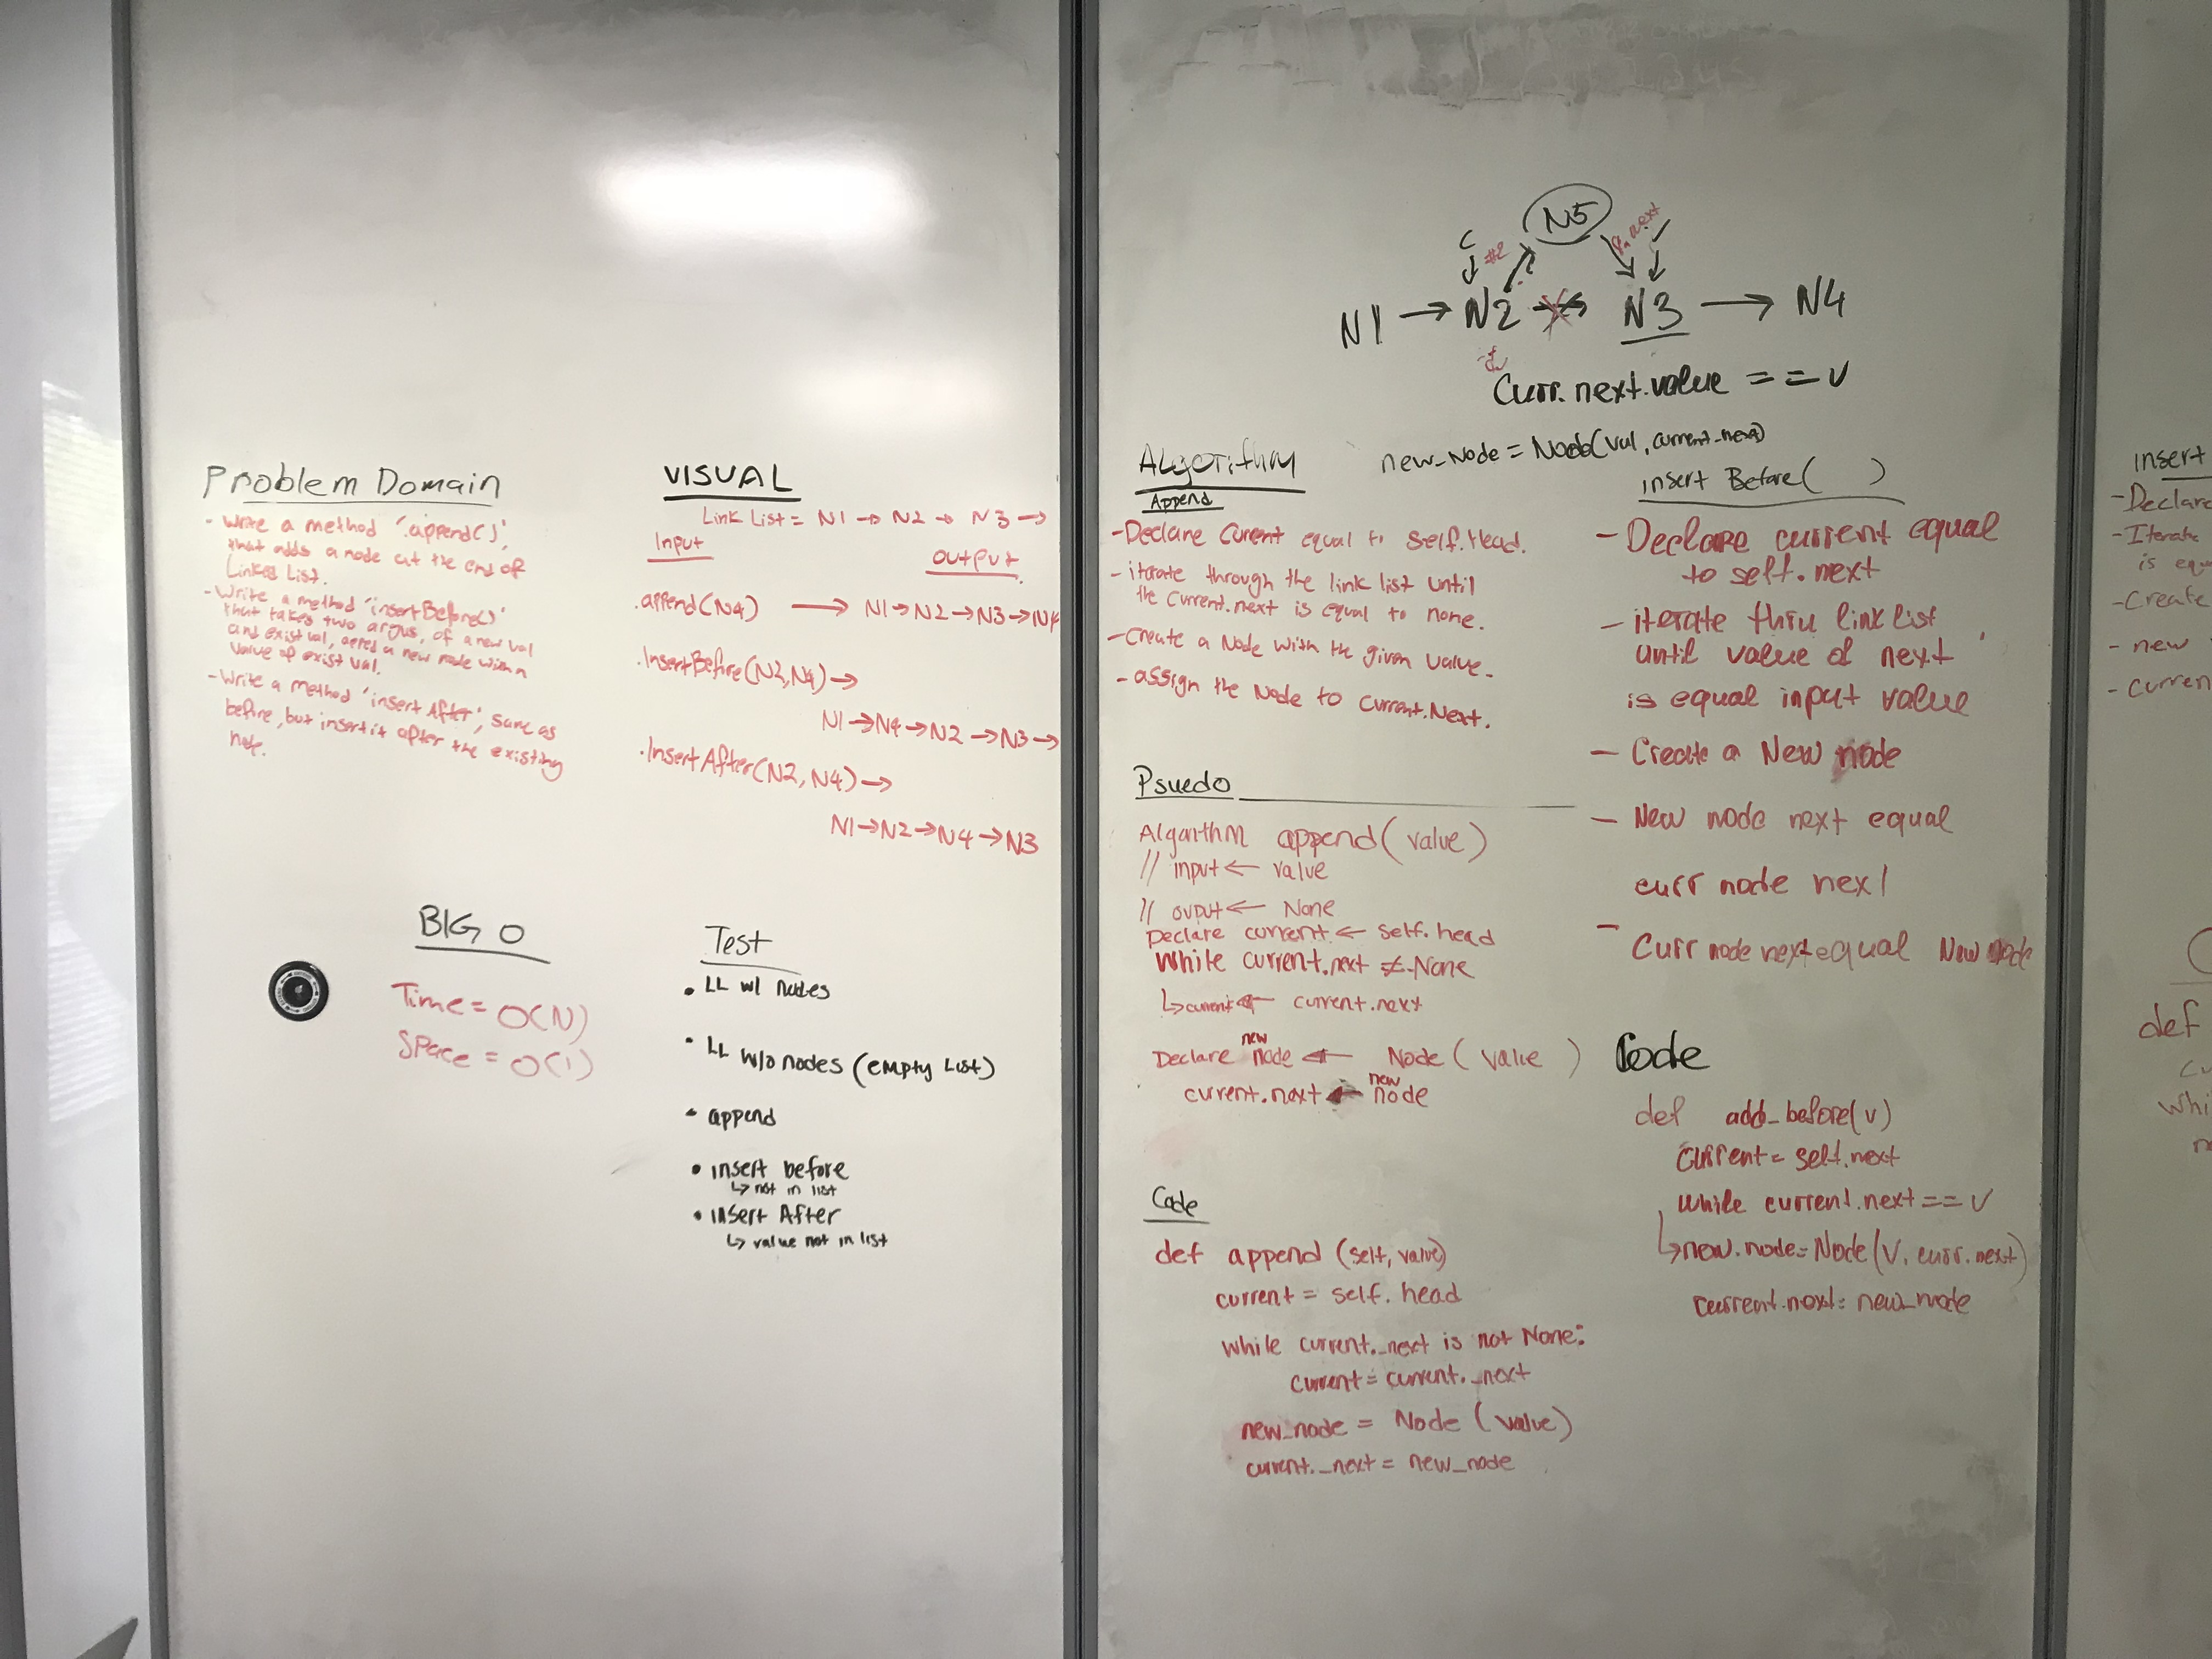 Problem Domain
- Write a method '.append()',
that adds a node at the end of
Linked List.
- Write a method 'insertBefore()'
that takes two argus, of a new val
and exist val, a new node with a
value of exist val.
- Write a method 'insert After', same as
before, but insert it after the existing
note.
VISUAL
Link List = N1 → N2 → N3 →
Input
output
.append(N4) → N1→N2→N3→N4
.InsertBefore(N2,N4)→
N1→N4→N2→N3→
.InsertAfter(N2,N4)→
N1→N2→N4→N3
BIG O
Time = O(N)
Space = O(1)
Test
• LL w/ nodes
• LL w/o nodes (empty List)
• append
• insert before
↳ not in list
• insert After
↳ value not in list
N5
C
#2
next
N1 → N2 → N3 → N4
Curr.next.value == v
new_Node = Node(val, current_next)
Algorithm
Append
- Declare Curent equal to self.Head.
- iterate through the link list until
the current.next is equal to none.
- create a Node with the given value.
- assign the Node to Current.Next.
Psuedo
Algorithm append(value)
// input ← value
// ouput ← None
Declare current ← self.head
While current.next ≠ None
↳ current ← current.next
Declare new node ← Node(value)
current.next ← new node
Code
def append (self, value)
current = self.head
while current._next is not None:
current = current._next
new_node = Node (value)
current._next = new_node
insert Before( )
- Declare current equal
to self.next
- iterate thru link list
until value of next
is equal input value
- Create a New node
- New node next equal
curr node next
- Curr node next equal New node
Code
def add_before(v)
Current = self.next
while current.next == v
↳ new.node = Node(v, curr.next)
current.next = new_node
insert
- Declare
- Iterate
is equ
- Create
- new
- curren
def
cu
whi
n